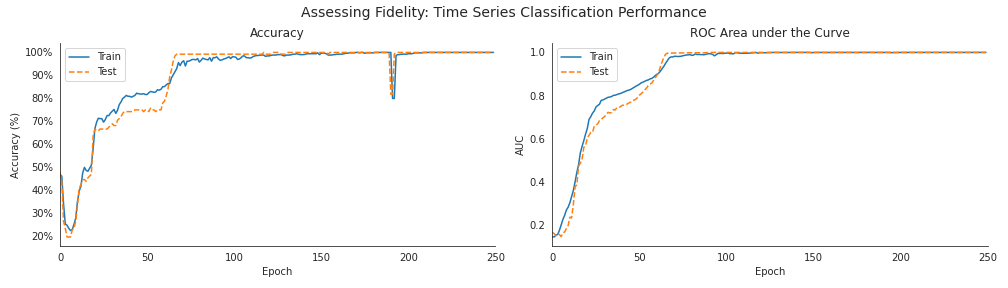 Assessing Fidelity: Time Series Classification Performance
Accuracy
100%
90%
80%
70%
60%
50%
40%
30%
20%
Accuracy (%)
Train
Test
0
50
100
150
200
250
Epoch
ROC Area under the Curve
1.0
0.8
0.6
0.4
0.2
AUC
Train
Test
0
50
100
150
200
250
Epoch